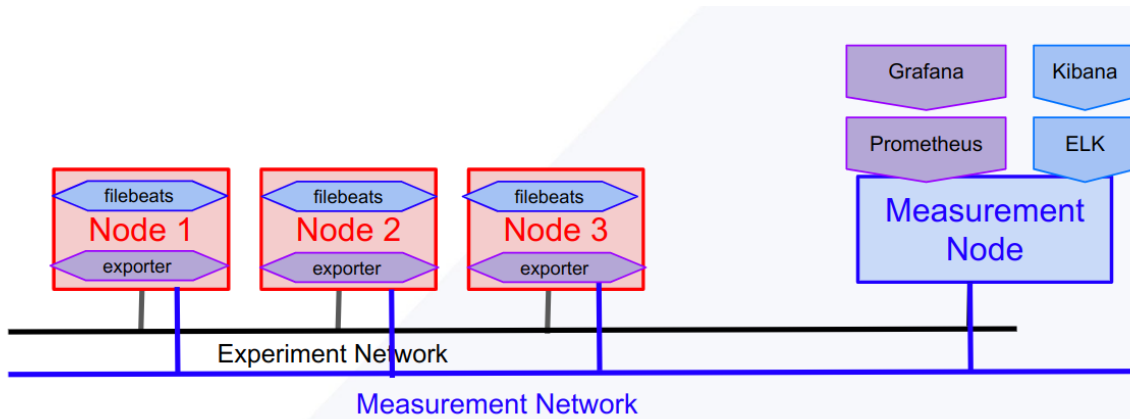 Grafana
Kibana
Prometheus
ELK
filebeats
filebeats
filebeats
Node 1
Node 2
Node 3
Measurement
Node
exporter
exporter
exporter
Experiment Network
Measurement Network